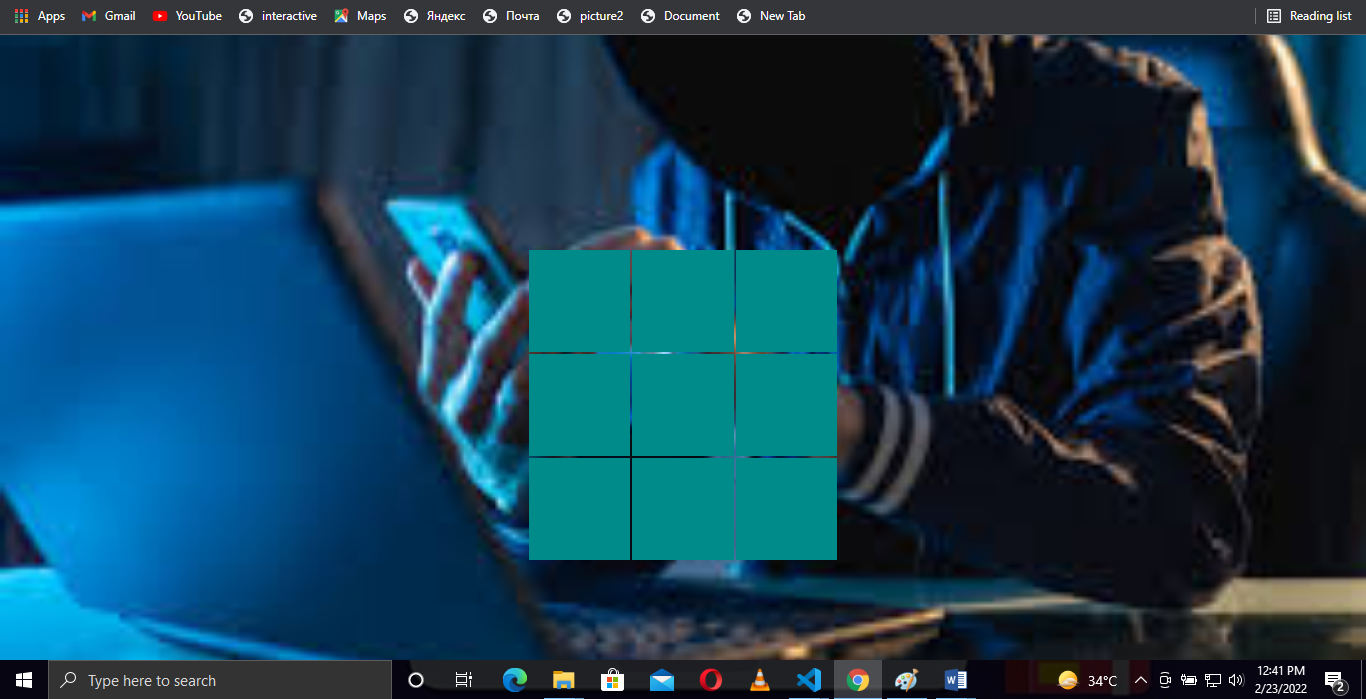 Apps Gmail YouTube interactive Maps Яндекс Почта picture2 Document New Tab Reading list
Type here to search 34°C 12:41 PM
2/23/2022 2